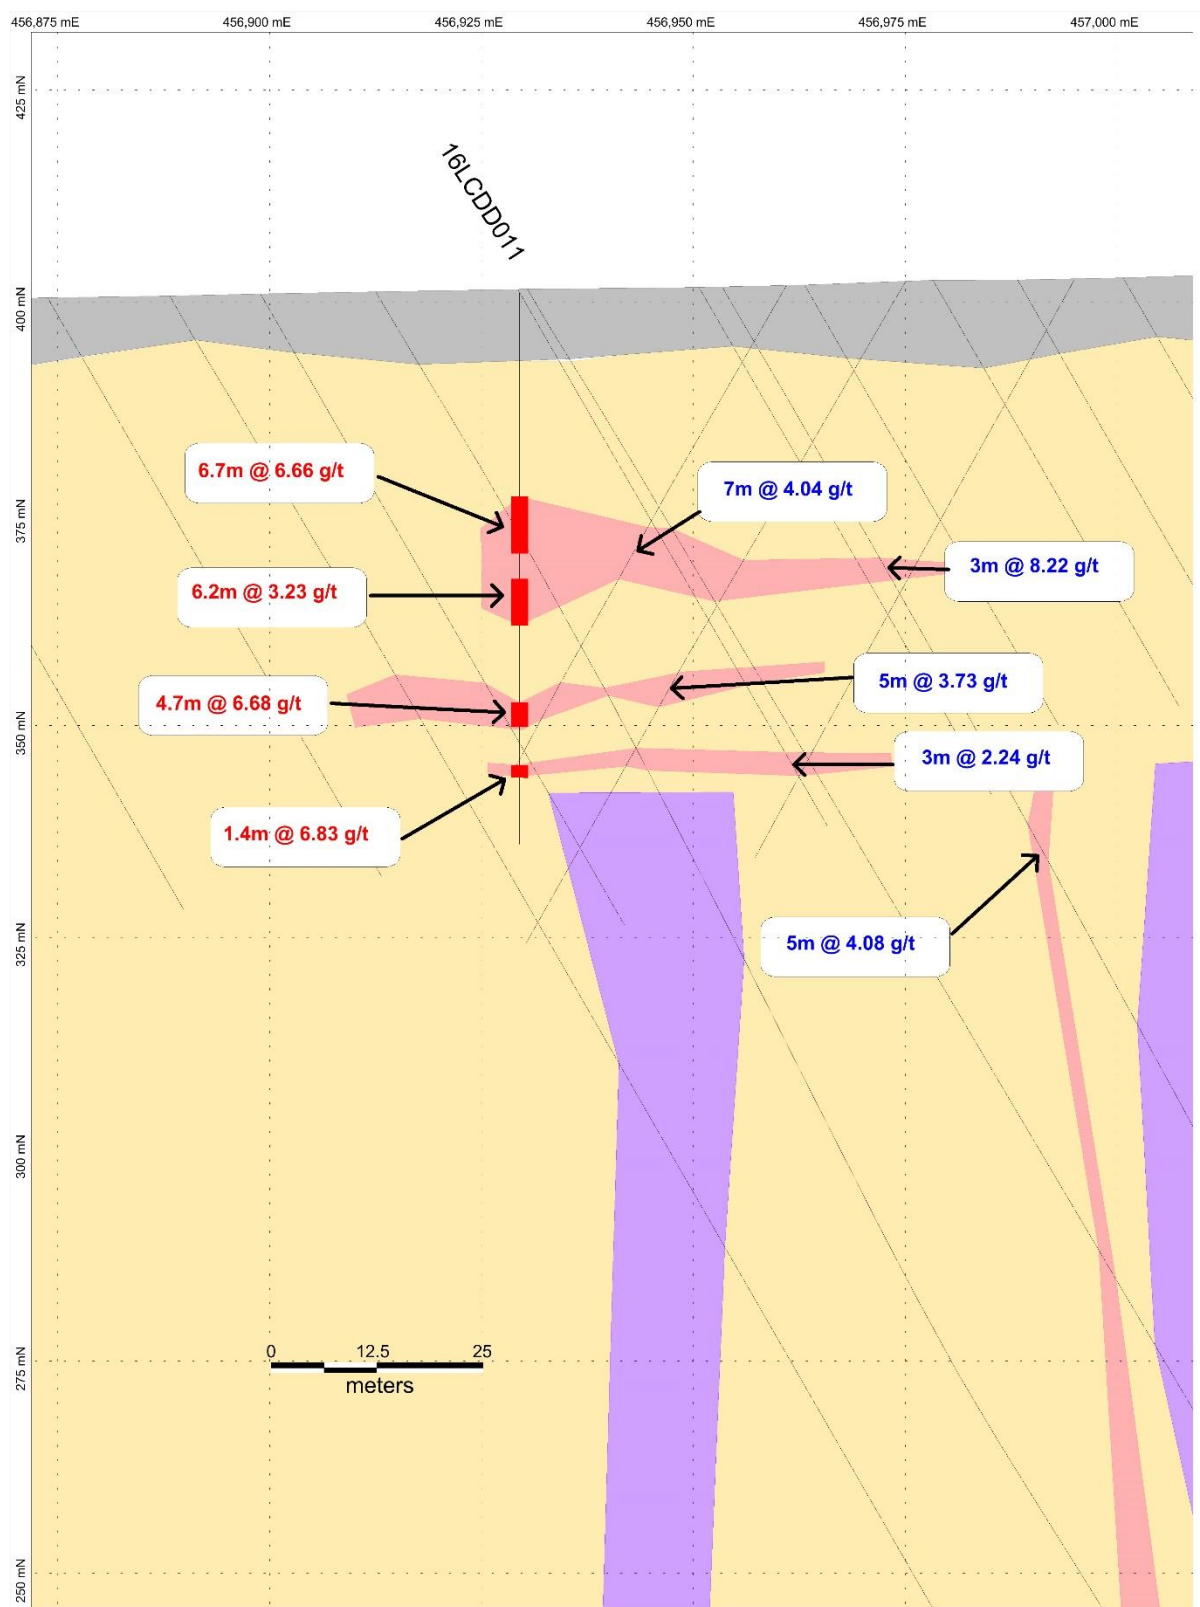 456,875 mE
456,900 mE
456,925 mE
456,950 mE
456,975 mE
457,000 mE
425 mN
16LCDD011
400 mN
6.7m @ 6.66 g/t
7m @ 4.04 g/t
375 mN
3m @ 8.22 g/t
6.2m @ 3.23 g/t
5m @ 3.73 g/t
4.7m @ 6.68 g/t
350 mN
3m @ 2.24 g/t
1.4m @ 6.83 g/t
325 mN
5m @ 4.08 g/t
300 mN
275 mN
0 12.5 25
meters
250 mN